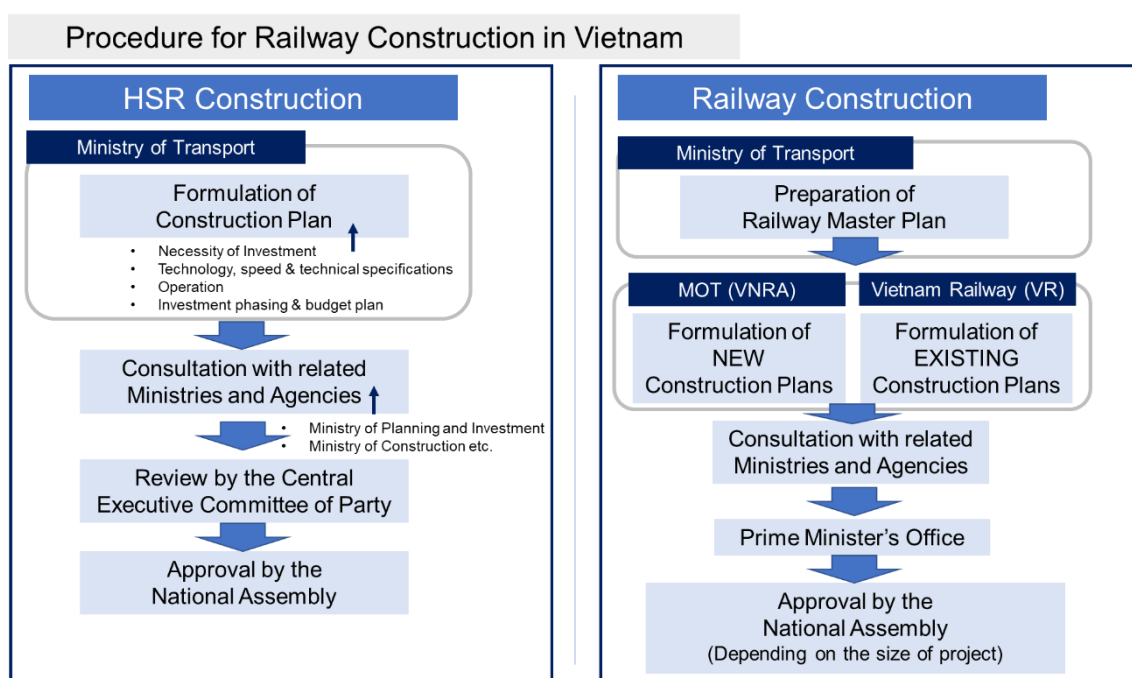 Procedure for Railway Construction in Vietnam
HSR Construction
Ministry of Transport
Formulation of
Construction Plan
• Necessity of Investment
• Technology, speed & technical specifications
• Operation
• Investment phasing & budget plan
Consultation with related
Ministries and Agencies
• Ministry of Planning and Investment
• Ministry of Construction etc.
Review by the Central
Executive Committee of Party
Approval by the
National Assembly
Railway Construction
Ministry of Transport
Preparation of
Railway Master Plan
MOT (VNRA)
Formulation of
NEW
Construction Plans
Vietnam Railway (VR)
Formulation of
EXISTING
Construction Plans
Consultation with related
Ministries and Agencies
Prime Minister's Office
Approval by the
National Assembly
(Depending on the size of project)